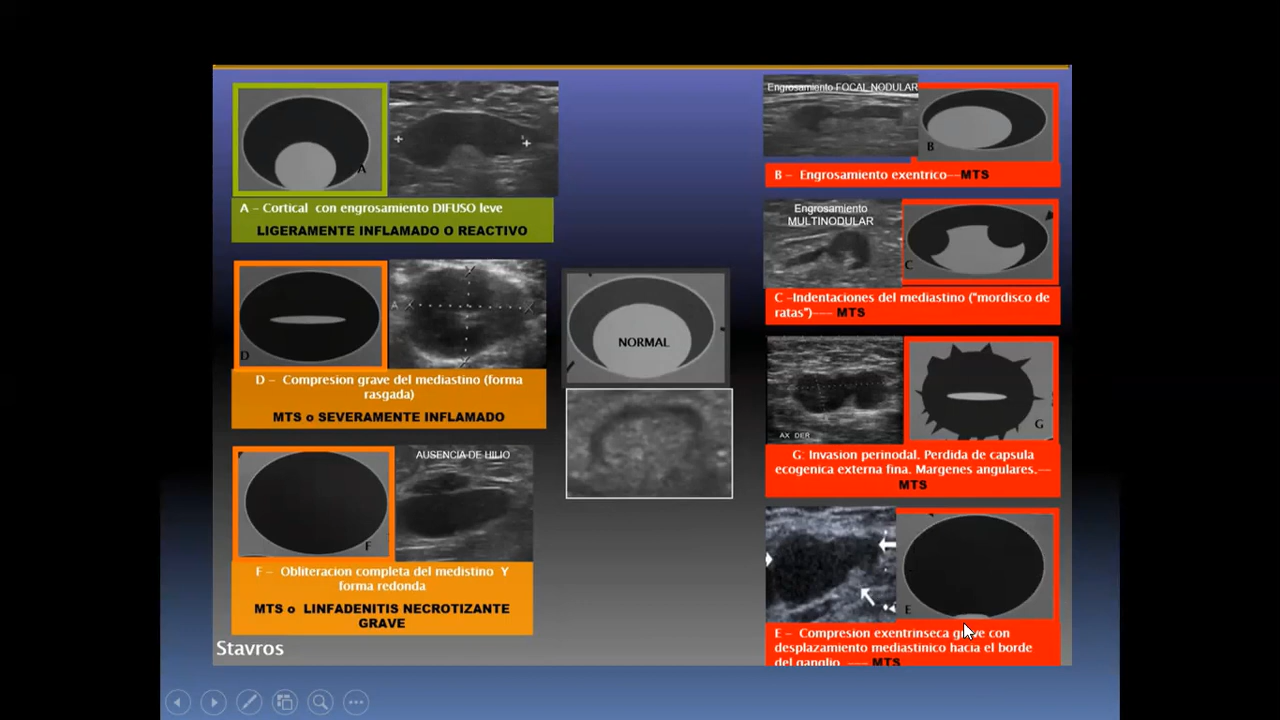 A
A – Cortical con engrosamiento DIFUSO leve
LIGERAMENTE INFLAMADO O REACTIVO
D
A
D – Compresion grave del mediastino (forma
rasgada)
MTS o SEVERAMENTE INFLAMADO
F
AUSENCIA DE HILIO
F – Obliteracion completa del medistino Y
forma redonda
MTS o LINFADENITIS NECROTIZANTE
GRAVE
Stavros
NORMAL
Engrosamiento FOCAL NODULAR
B
B – Engrosamiento exentrico—MTS
Engrosamiento
MULTINODULAR
C
C –Indentaciones del mediastino ("mordisco de
ratas")—– MTS
AX DER
G
G: Invasion perinodal. Perdida de capsula
ecogenica externa fina. Margenes angulares.—
MTS
E
E – Compresion exentrinseca grave con
desplazamiento mediastinico hacia el borde
del ganglio —— MTS